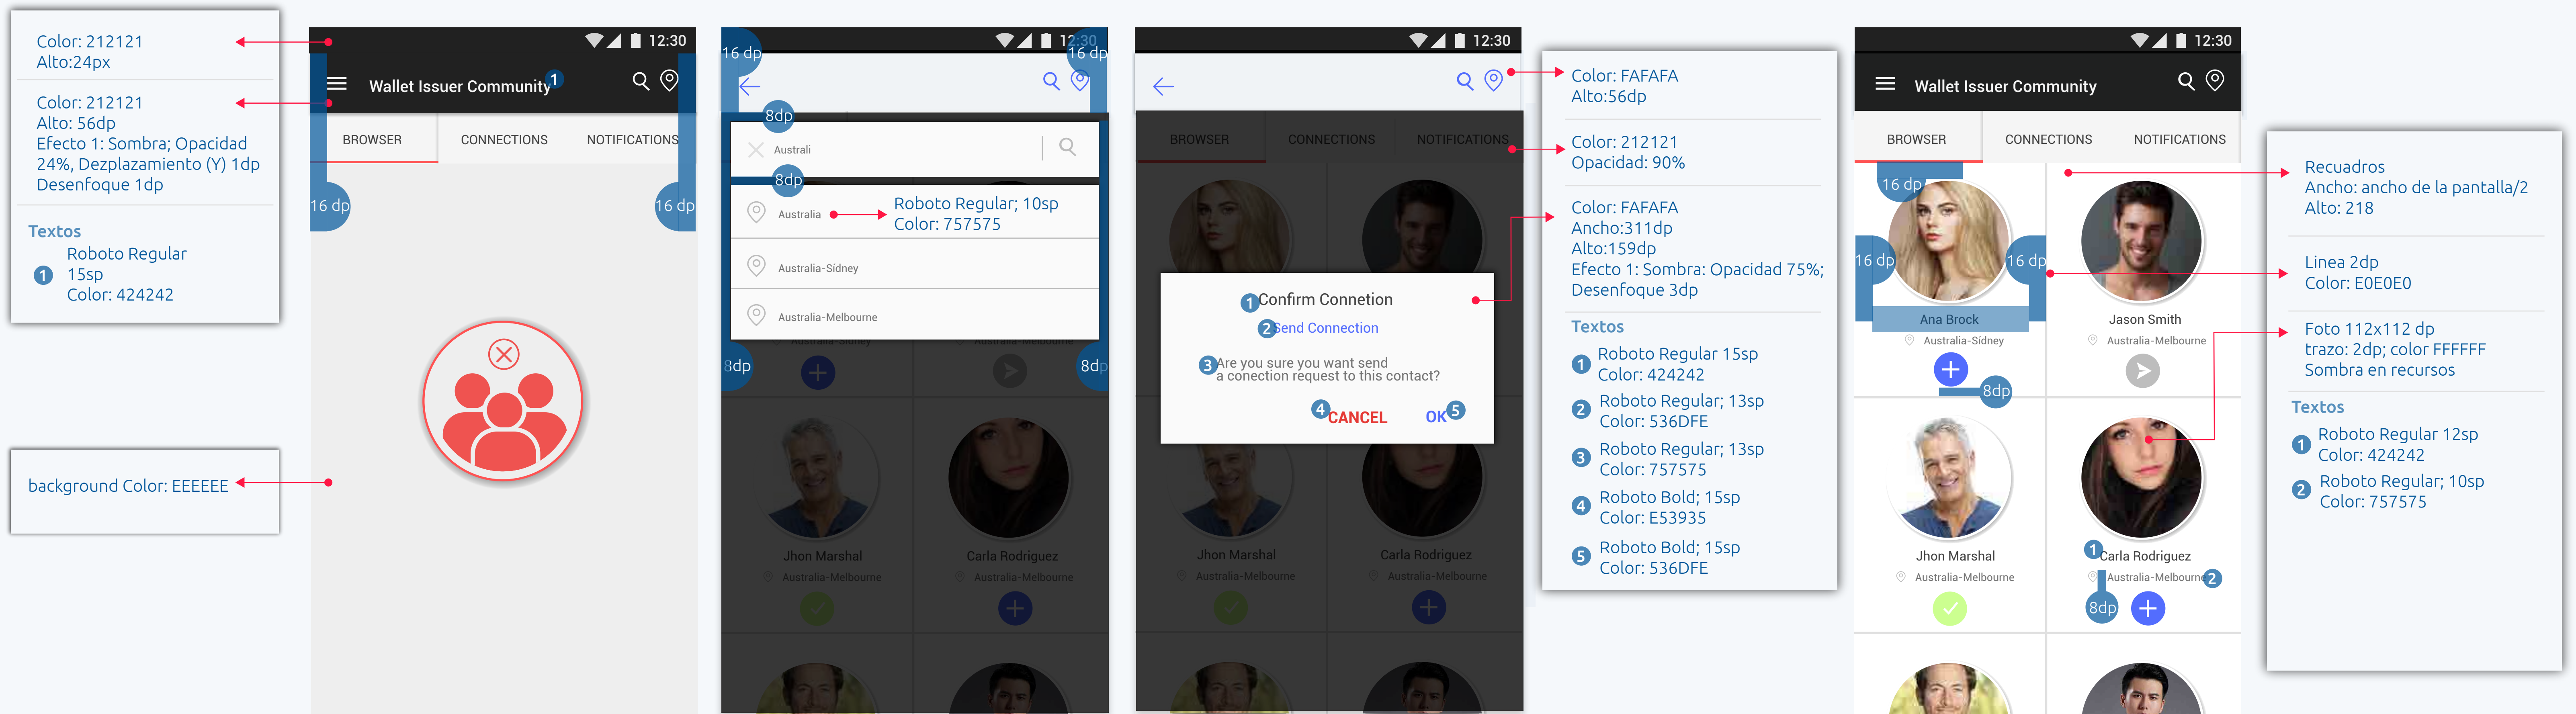 Color: 212121
Alto:24px
Color: 212121
Alto: 56dp
Efecto 1: Sombra; Opacidad
24%, Dezplazamiento (Y) 1dp
Desenfoque 1dp
Textos
1
Roboto Regular
15sp
Color: 424242
background Color: EEEEEE
12:30
Wallet Issuer Community
1
BROWSER
CONNECTIONS
NOTIFICATIONS
16 dp
16 dp
12:30
16 dp
16 dp
8dp
Australi
8dp
Australia
Roboto Regular; 10sp
Color: 757575
Australia-Sídney
Australia-Melbourne
Australia-Sídney
Australia-Melbourne
8dp
8dp
Jhon Marshal
Carla Rodriguez
Australia-Melbourne
Australia-Melbourne
12:30
BROWSER
CONNECTIONS
NOTIFICATIONS
1
Confirm Connetion
2
Send Connection
3
Are you sure you want send
a conection request to this contact?
4
CANCEL
OK
5
Jhon Marshal
Carla Rodriguez
Australia-Melbourne
Australia-Melbourne
Color: FAFAFA
Alto:56dp
Color: 212121
Opacidad: 90%
Color: FAFAFA
Ancho:311dp
Alto:159dp
Efecto 1: Sombra: Opacidad 75%;
Desenfoque 3dp
Textos
1
Roboto Regular 15sp
Color: 424242
2
Roboto Regular; 13sp
Color: 536DFE
3
Roboto Regular; 13sp
Color: 757575
4
Roboto Bold; 15sp
Color: E53935
5
Roboto Bold; 15sp
Color: 536DFE
12:30
Wallet Issuer Community
BROWSER
CONNECTIONS
NOTIFICATIONS
16 dp
16 dp
16 dp
Ana Brock
Jason Smith
Australia-Sídney
Australia-Melbourne
8dp
Jhon Marshal
1
Carla Rodriguez
Australia-Melbourne
Australia-Melbourne
2
8dp
Recuadros
Ancho: ancho de la pantalla/2
Alto: 218
Linea 2dp
Color: E0E0E0
Foto 112x112 dp
trazo: 2dp; color FFFFFF
Sombra en recursos
Textos
1
Roboto Regular 12sp
Color: 424242
2
Roboto Regular; 10sp
Color: 757575